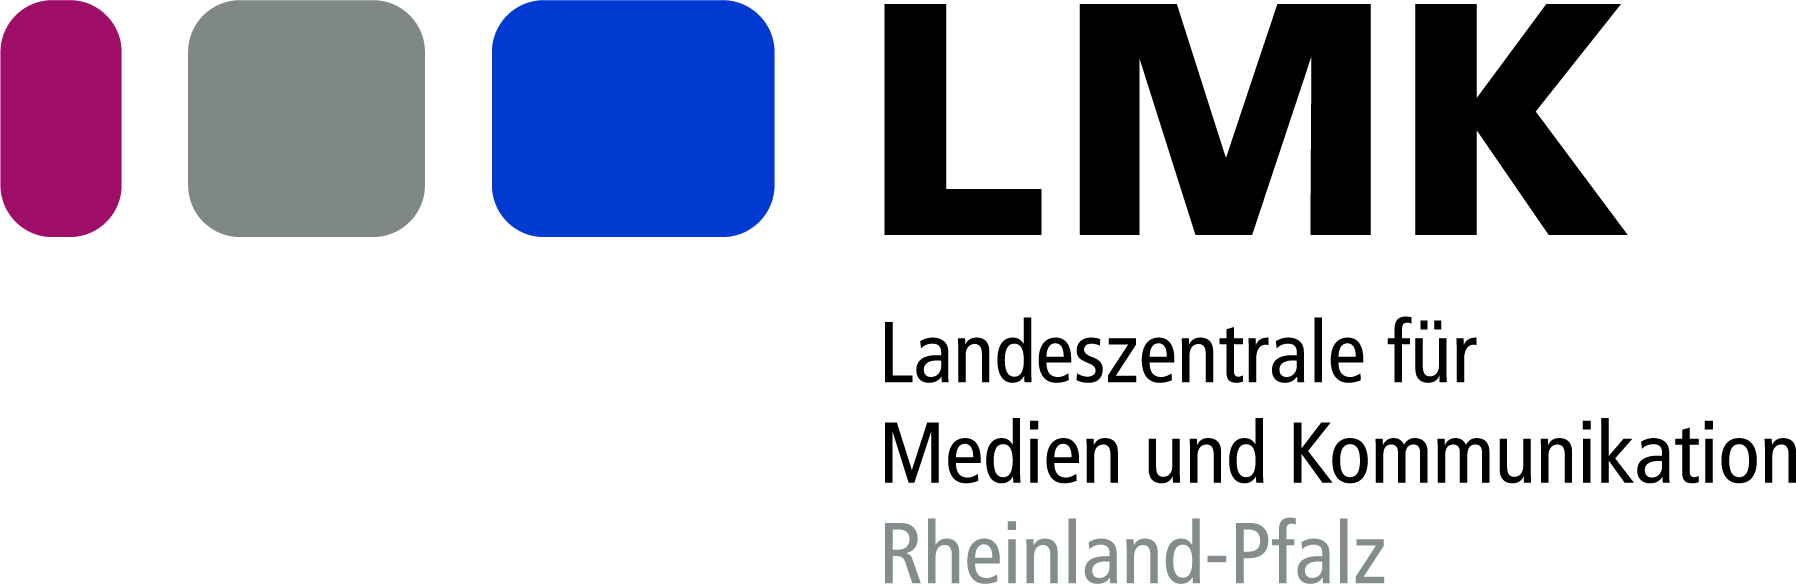 LMK
Landeszentrale für
Medien und Kommunikation
Rheinland-Pfalz